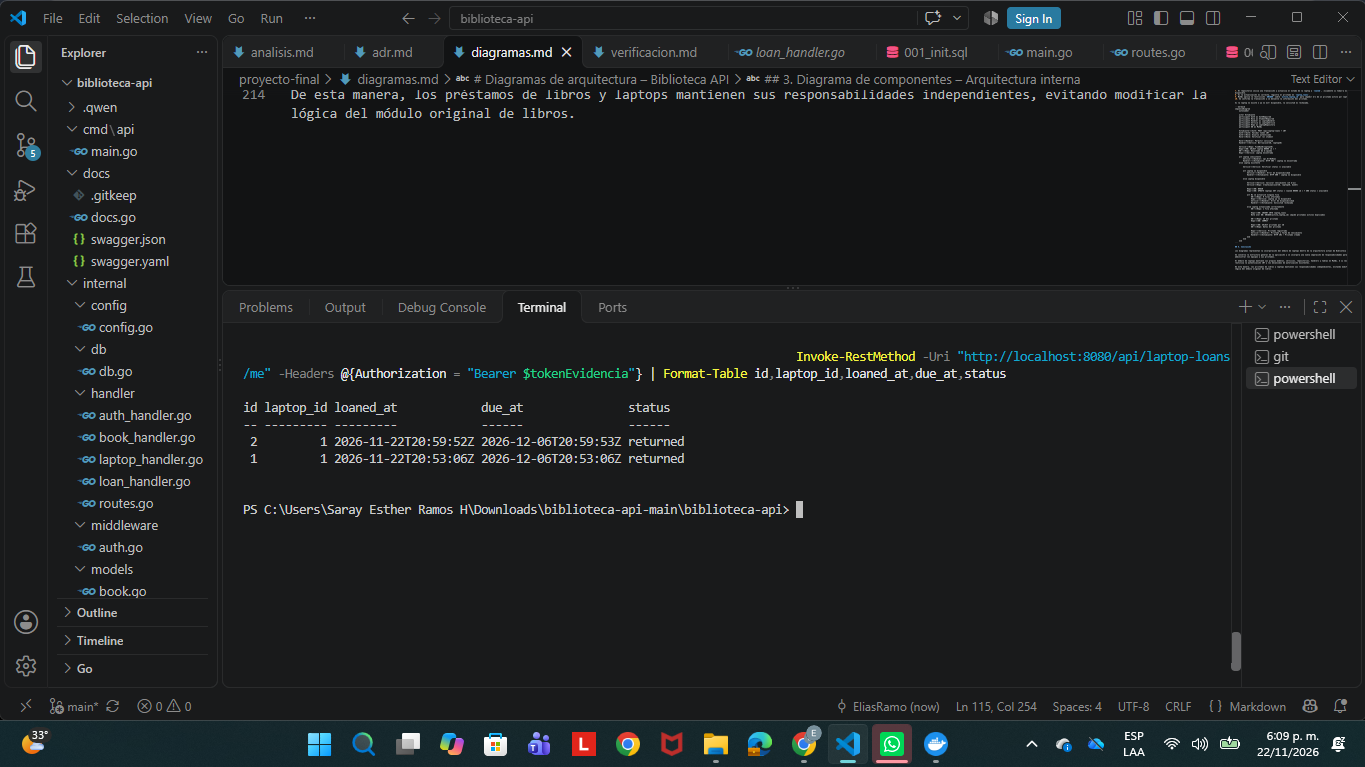 File Edit Selection View Go Run ··· biblioteca-api Sign In
Explorer ···
analisis.md adr.md diagramas.md verificacion.md loan_handler.go 001_init.sql main.go routes.go
proyecto-final > diagramas.md > # Diagramas de arquitectura – Biblioteca API > ## 3. Diagrama de componentes – Arquitectura interna
Text Editor
214 De esta manera, los préstamos de libros y laptops mantienen sus responsabilidades independientes, evitando modificar la
lógica del módulo original de libros.
biblioteca-api
.qwen
cmd \ api
main.go
docs
.gitkeep
docs.go
swagger.json
swagger.yaml
internal
config
config.go
db
db.go
handler
auth_handler.go
book_handler.go
laptop_handler.go
loan_handler.go
routes.go
middleware
auth.go
models
book.go
Outline
Timeline
Go
5
Problems Output Debug Console Terminal Ports
powershell
git
powershell
Invoke-RestMethod -Uri "http://localhost:8080/api/laptop-loans
/me" -Headers @{Authorization = "Bearer $tokenEvidencia"} | Format-Table id,laptop_id,loaned_at,due_at,status
id laptop_id loaned_at due_at status
-- --------- --------- ------ ------
2 1 2026-11-22T20:59:52Z 2026-12-06T20:59:53Z returned
1 1 2026-11-22T20:53:06Z 2026-12-06T20:53:06Z returned
PS C:\Users\Saray Esther Ramos H\Downloads\biblioteca-api-main\biblioteca-api>
main* 0 0 EliasRamo (now) Ln 115, Col 254 Spaces: 4 UTF-8 CRLF { } Markdown
33°
L
E
ESP
LAA
6:09 p. m.
22/11/2026